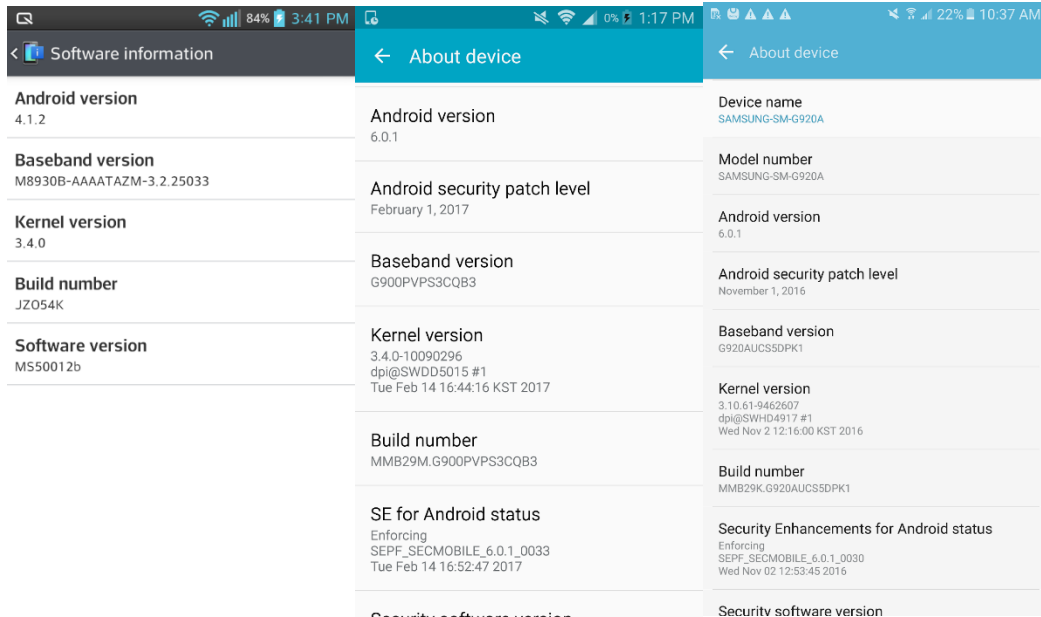 84% 3:41 PM
Software information
Android version
4.1.2
Baseband version
M8930B-AAAATAZM-3.2.25033
Kernel version
3.4.0
Build number
JZO54K
Software version
MS50012b
0% 1:17 PM
About device
Android version
6.0.1
Android security patch level
February 1, 2017
Baseband version
G900PVPS3CQB3
Kernel version
3.4.0-10090296
dpi@SWDD5015 #1
Tue Feb 14 16:44:16 KST 2017
Build number
MMB29M.G900PVPS3CQB3
SE for Android status
Enforcing
SEPF_SECMOBILE_6.0.1_0033
Tue Feb 14 16:52:47 2017
Security software version
22% 10:37 AM
About device
Device name
SAMSUNG-SM-G920A
Model number
SAMSUNG-SM-G920A
Android version
6.0.1
Android security patch level
November 1, 2016
Baseband version
G920AUCS5DPK1
Kernel version
3.10.61-9462607
dpi@SWHD4917 #1
Wed Nov 2 12:16:00 KST 2016
Build number
MMB29K.G920AUCS5DPK1
Security Enhancements for Android status
Enforcing
SEPF_SECMOBILE_6.0.1_0030
Wed Nov 02 12:53:45 2016
Security software version